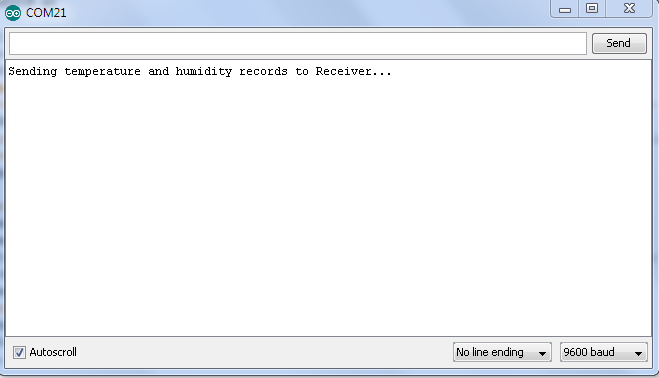 COM21
Send
Sending temperature and humidity records to Receiver...
Autoscroll
No line ending
9600 baud